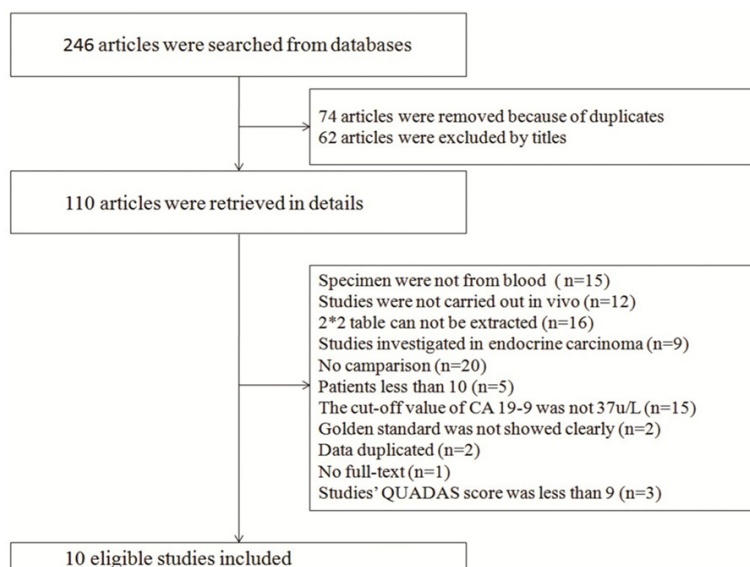 246 articles were searched from databases
74 articles were removed because of duplicates
62 articles were excluded by titles
110 articles were retrieved in details
Specimen were not from blood ( n=15)
Studies were not carried out in vivo (n=12)
2*2 table can not be extracted (n=16)
Studies investigated in endocrine carcinoma (n=9)
No camparison (n=20)
Patients less than 10 (n=5)
The cut-off value of CA 19-9 was not 37u/L (n=15)
Golden standard was not showed clearly (n=2)
Data duplicated (n=2)
No full-text (n=1)
Studies' QUADAS score was less than 9 (n=3)
10 eligible studies included